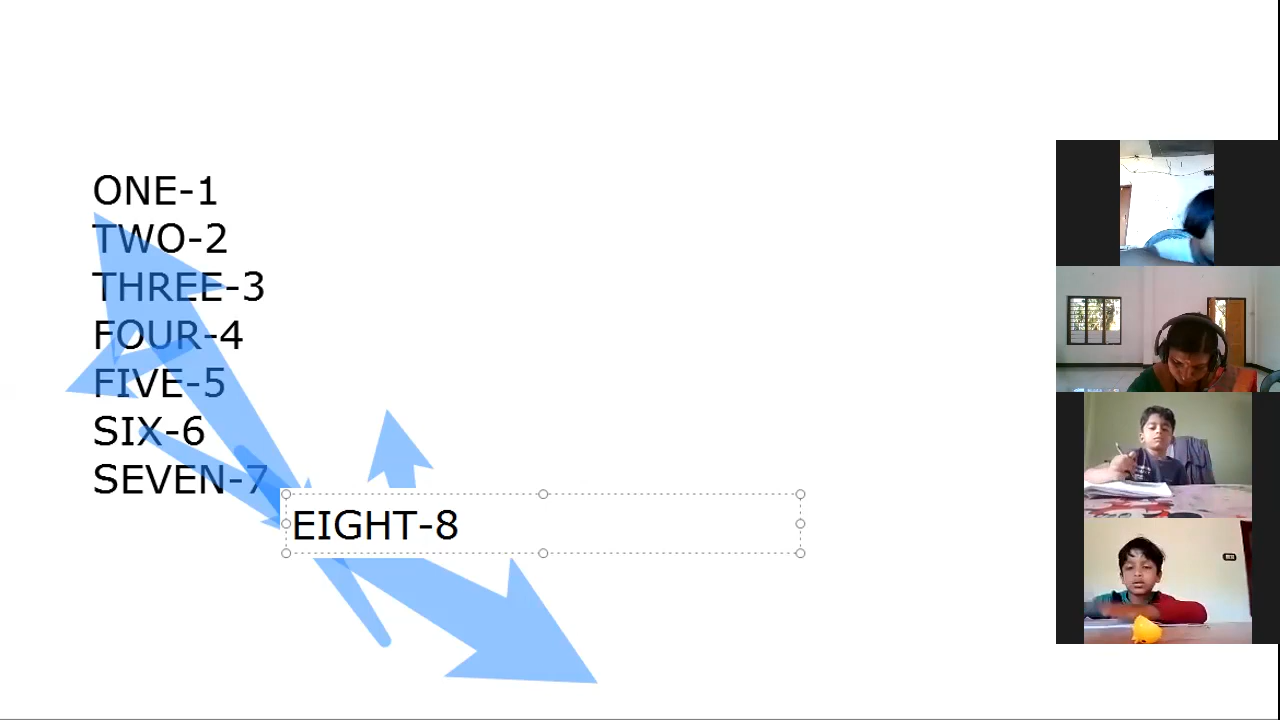 ONE-1
TWO-2
THREE-3
FOUR-4
FIVE-5
SIX-6
SEVEN-7
EIGHT-8